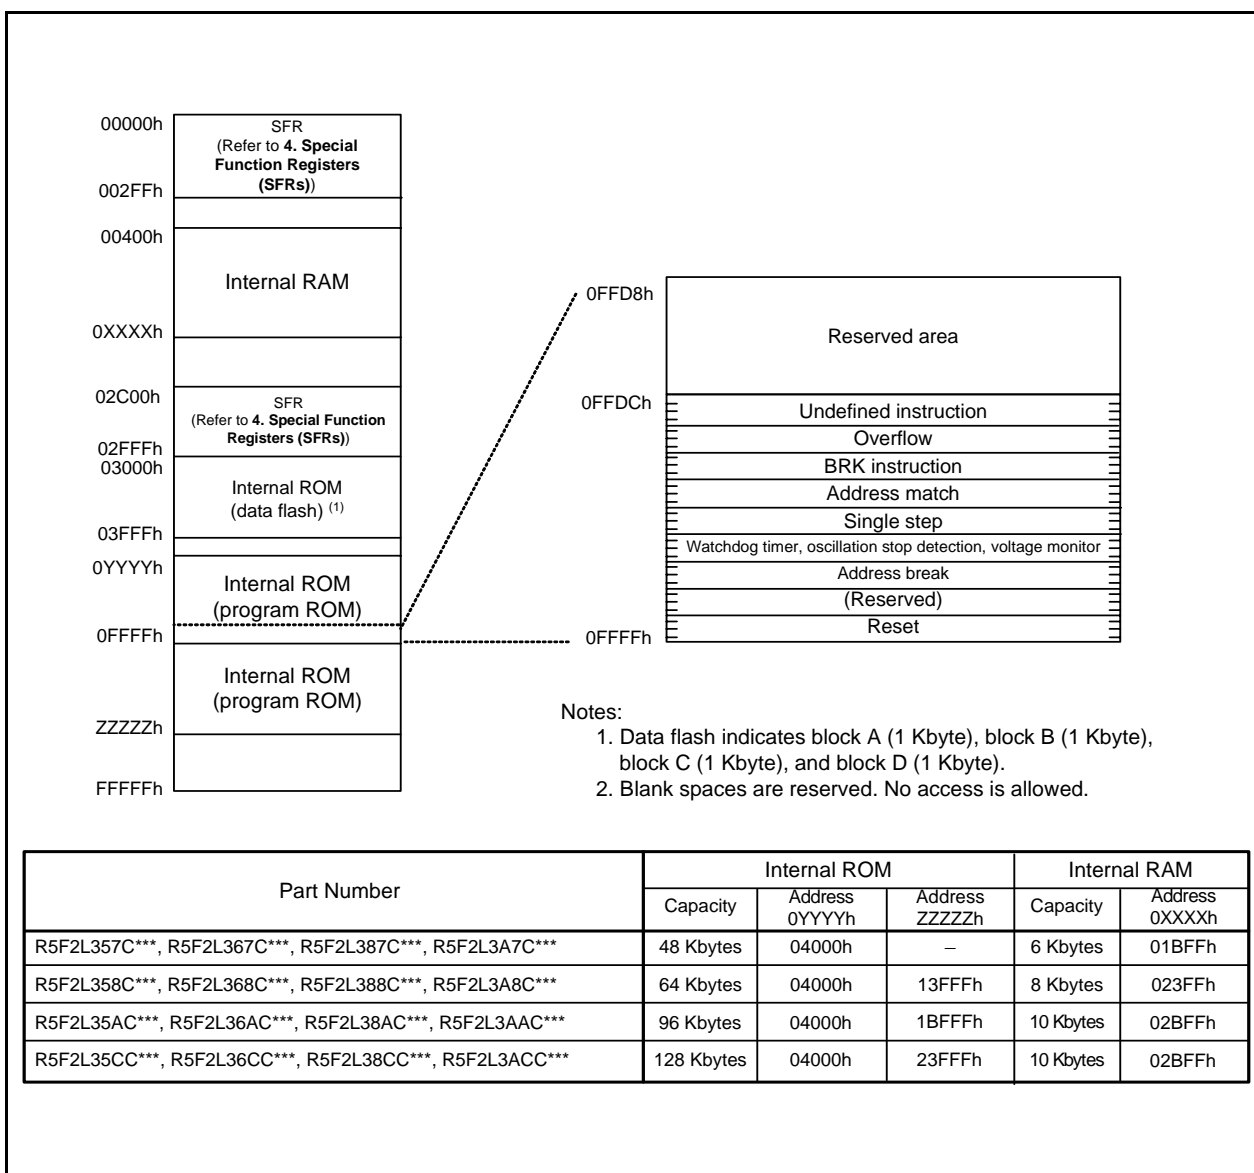 00000h
SFR
(Refer to 4. Special
Function Registers
(SFRs))
002FFh
00400h
Internal RAM
0XXXXh
02C00h
SFR
(Refer to 4. Special Function
Registers (SFRs))
02FFFh
03000h
Internal ROM
(data flash) (1)
03FFFh
0YYYYh
Internal ROM
(program ROM)
0FFFFh
Internal ROM
(program ROM)
ZZZZZh
FFFFFh
0FFD8h
Reserved area
0FFDCh
Undefined instruction
Overflow
BRK instruction
Address match
Single step
Watchdog timer, oscillation stop detection, voltage monitor
Address break
(Reserved)
Reset
0FFFFh
Notes:
1. Data flash indicates block A (1 Kbyte), block B (1 Kbyte),
block C (1 Kbyte), and block D (1 Kbyte).
2. Blank spaces are reserved. No access is allowed.
Part Number Internal ROM Internal RAM
Capacity Address 0YYYYh Address ZZZZZh Capacity Address 0XXXXh
R5F2L357C***, R5F2L367C***, R5F2L387C***, R5F2L3A7C*** 48 Kbytes 04000h – 6 Kbytes 01BFFh
R5F2L358C***, R5F2L368C***, R5F2L388C***, R5F2L3A8C*** 64 Kbytes 04000h 13FFFh 8 Kbytes 023FFh
R5F2L35AC***, R5F2L36AC***, R5F2L38AC***, R5F2L3AAC*** 96 Kbytes 04000h 1BFFFh 10 Kbytes 02BFFh
R5F2L35CC***, R5F2L36CC***, R5F2L38CC***, R5F2L3ACC*** 128 Kbytes 04000h 23FFFh 10 Kbytes 02BFFh